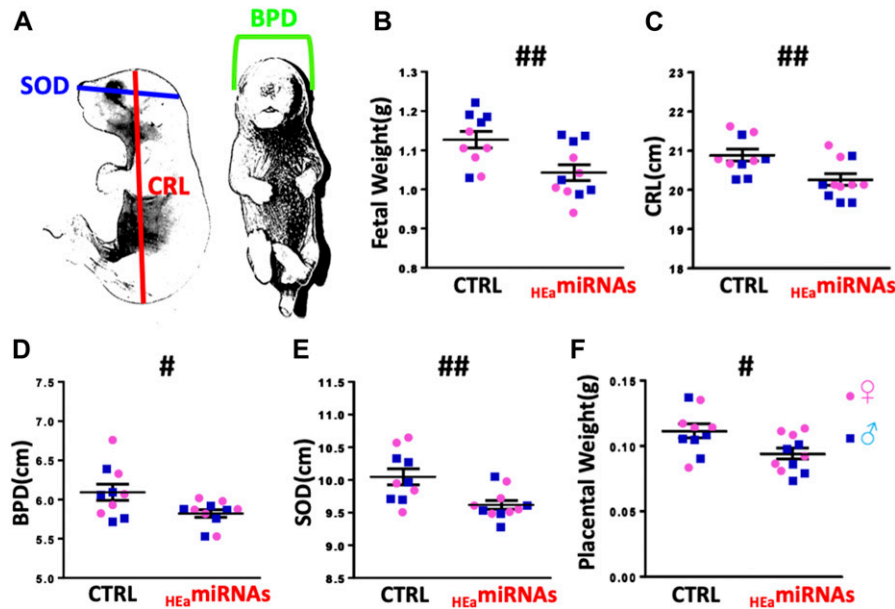 A
BPD
SOD
CRL
B
##
Fetal Weight(g)
1.3
1.2
1.1
1.0
0.9
0.8
CTRL
HEamiRNAs
C
##
CRL(cm)
23
22
21
20
19
18
CTRL
HEamiRNAs
D
#
BPD(cm)
7.5
7.0
6.5
6.0
5.5
5.0
CTRL
HEamiRNAs
E
##
SOD(cm)
11.5
11.0
10.5
10.0
9.5
9.0
8.5
CTRL
HEamiRNAs
F
#
Placental Weight(g)
0.15
0.10
0.05
0.00
CTRL
HEamiRNAs
♀
♂